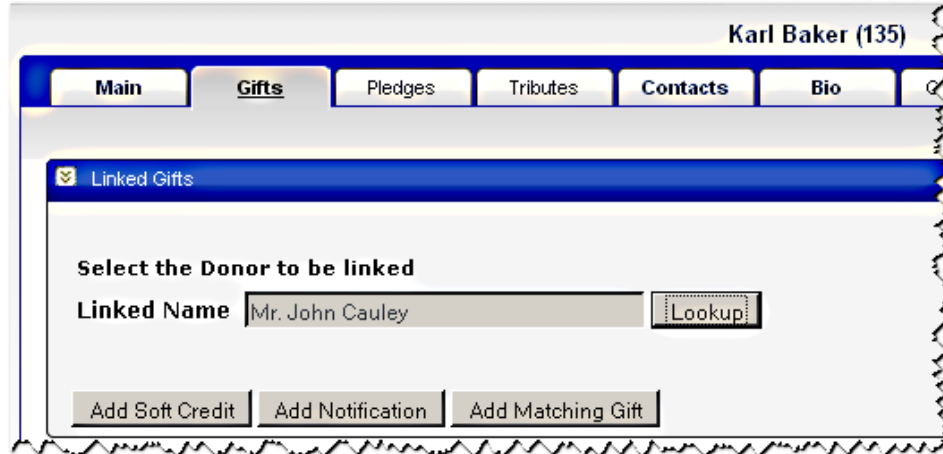 Karl Baker (135)
Main Gifts Pledges Tributes Contacts Bio
Linked Gifts
Select the Donor to be linked
Linked Name Mr. John Cauley Lookup
Add Soft Credit Add Notification Add Matching Gift